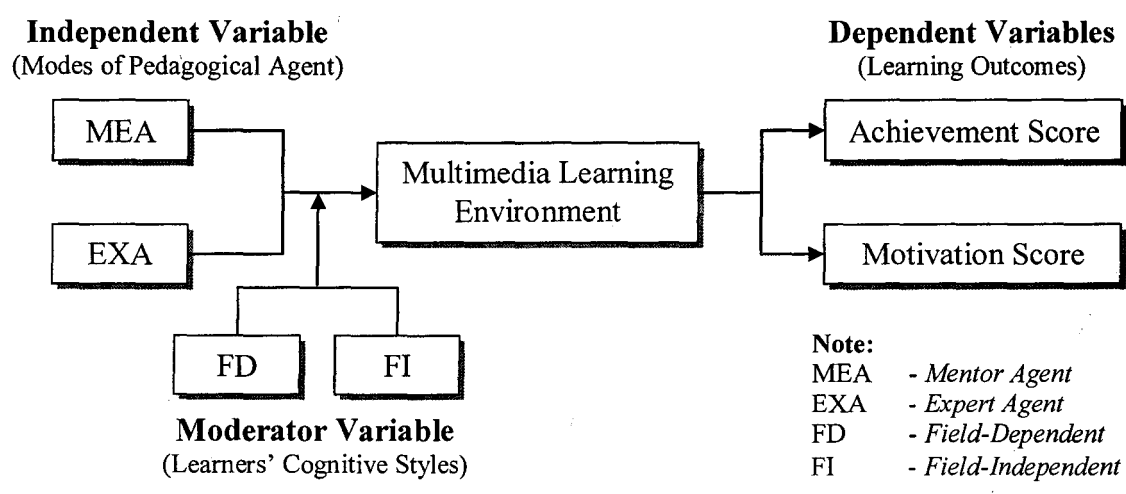 Independent Variable
(Modes of Pedagogical Agent)
MEA
EXA
FD
FI
Moderator Variable
(Learners' Cognitive Styles)
Multimedia Learning
Environment
Dependent Variables
(Learning Outcomes)
Achievement Score
Motivation Score
Note:
MEA - Mentor Agent
EXA - Expert Agent
FD - Field-Dependent
FI - Field-Independent